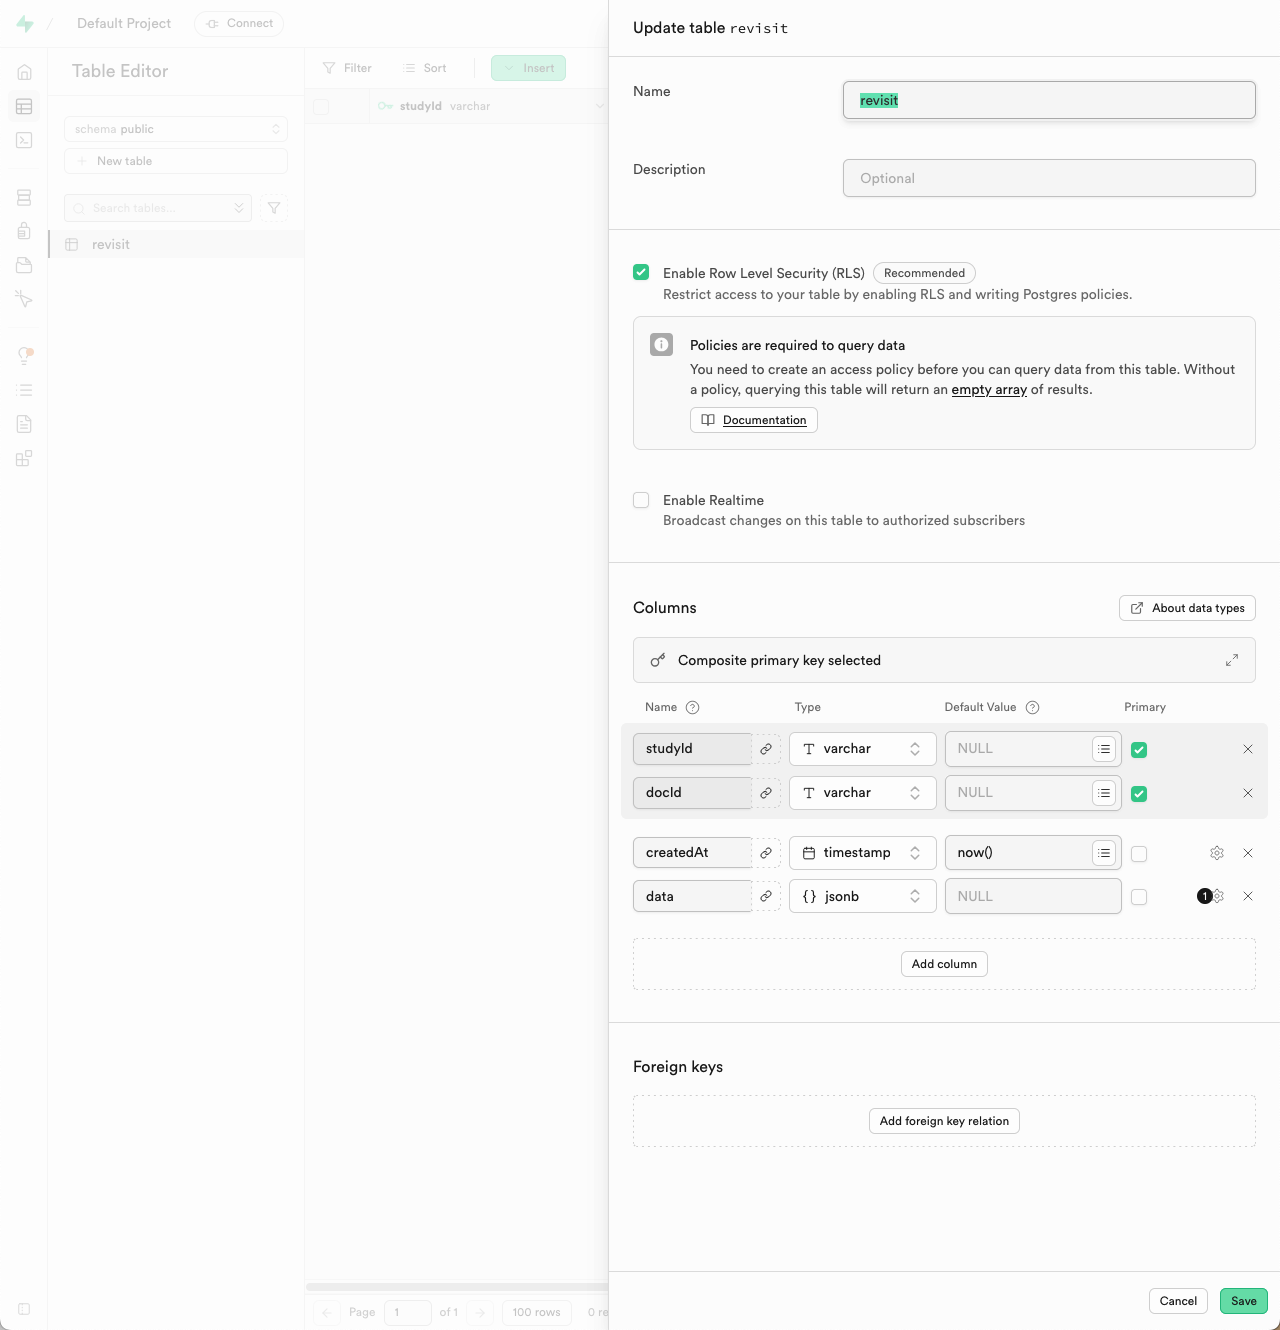 Default Project
Connect
Table Editor
schema public
New table
Search tables...
revisit
Filter
Sort
Insert
studyId varchar
Page
1
of 1
100 rows
0 re
Update table revisit
Name
revisit
Description
Optional
Enable Row Level Security (RLS)
Recommended
Restrict access to your table by enabling RLS and writing Postgres policies.
Policies are required to query data
You need to create an access policy before you can query data from this table. Without
a policy, querying this table will return an empty array of results.
Documentation
Enable Realtime
Broadcast changes on this table to authorized subscribers
Columns
About data types
Composite primary key selected
Name
Type
Default Value
Primary
studyId
varchar
NULL
docId
varchar
NULL
createdAt
timestamp
now()
data
jsonb
NULL
1
Add column
Foreign keys
Add foreign key relation
Cancel
Save